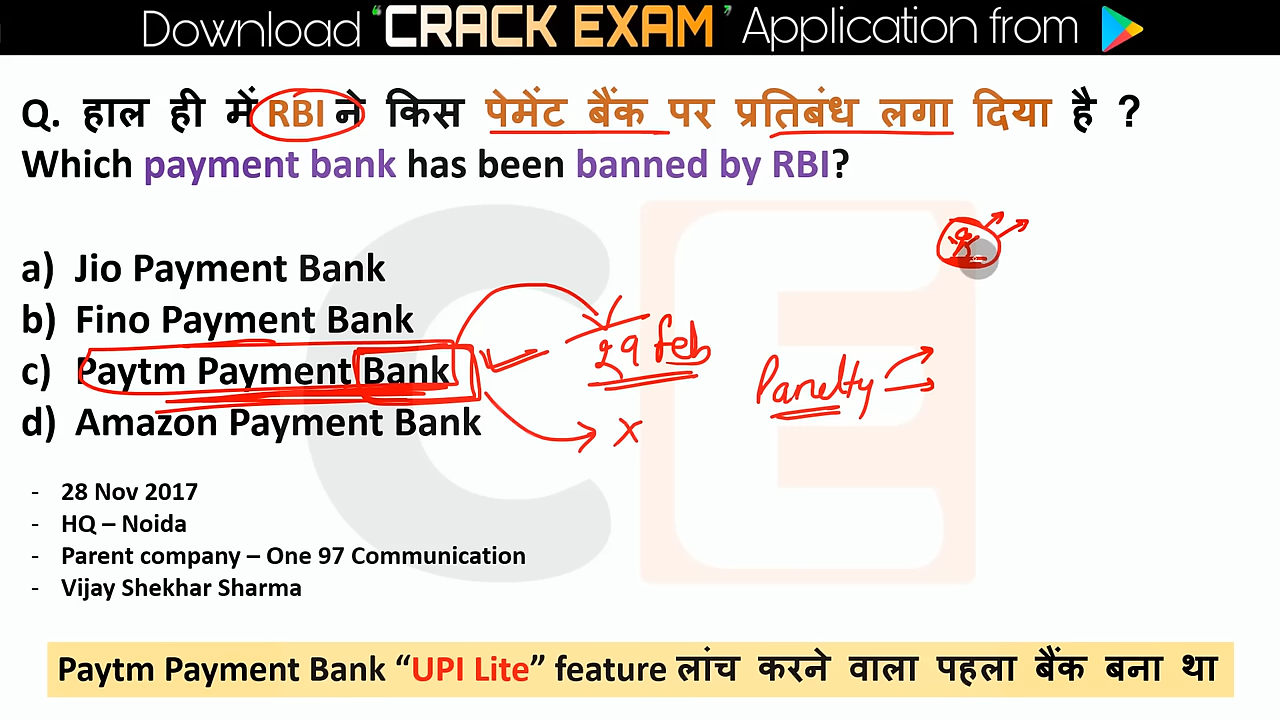 Download “CRACK EXAM” Application from
Q. हाल ही में RBI ने किस पेमेंट बैंक पर प्रतिबंध लगा दिया है ?
Which payment bank has been banned by RBI?
a) Jio Payment Bank
b) Fino Payment Bank
c) Paytm Payment Bank
29 feb
Panelty
d) Amazon Payment Bank
x
- 28 Nov 2017
- HQ – Noida
- Parent company – One 97 Communication
- Vijay Shekhar Sharma
Paytm Payment Bank “UPI Lite” feature लांच करने वाला पहला बैंक बना था
CE